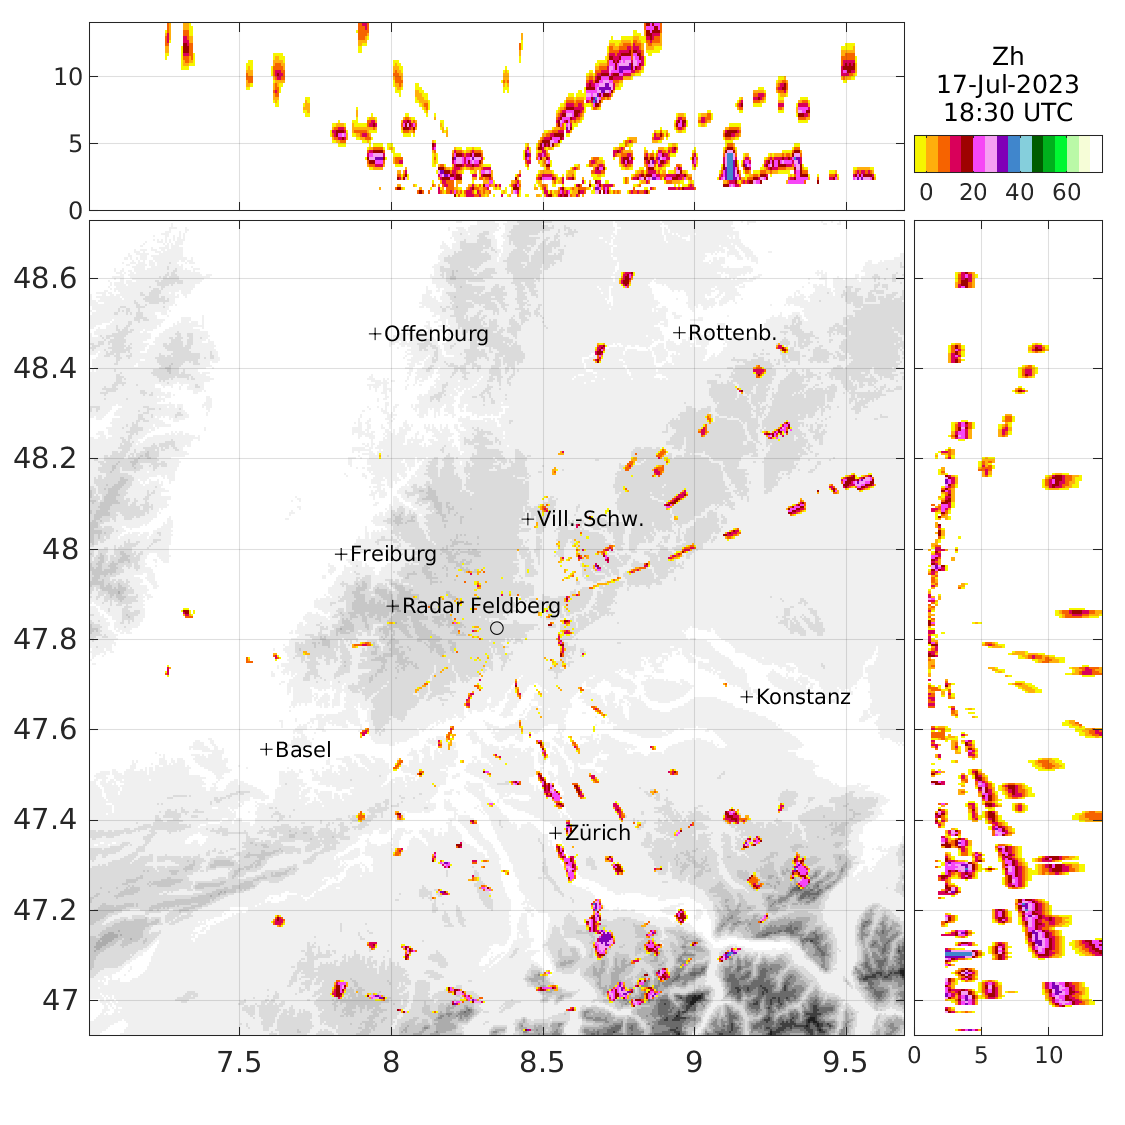 Zh
17-Jul-2023
18:30 UTC
0 20 40 60
10
5
0
48.6
48.4
48.2
48
47.8
47.6
47.4
47.2
47
+Offenburg
+Rottenb.
+Vill.-Schw.
+Freiburg
+Radar Feldberg
+Konstanz
+Basel
+Zürich
7.5 8 8.5 9 9.5
0 5 10